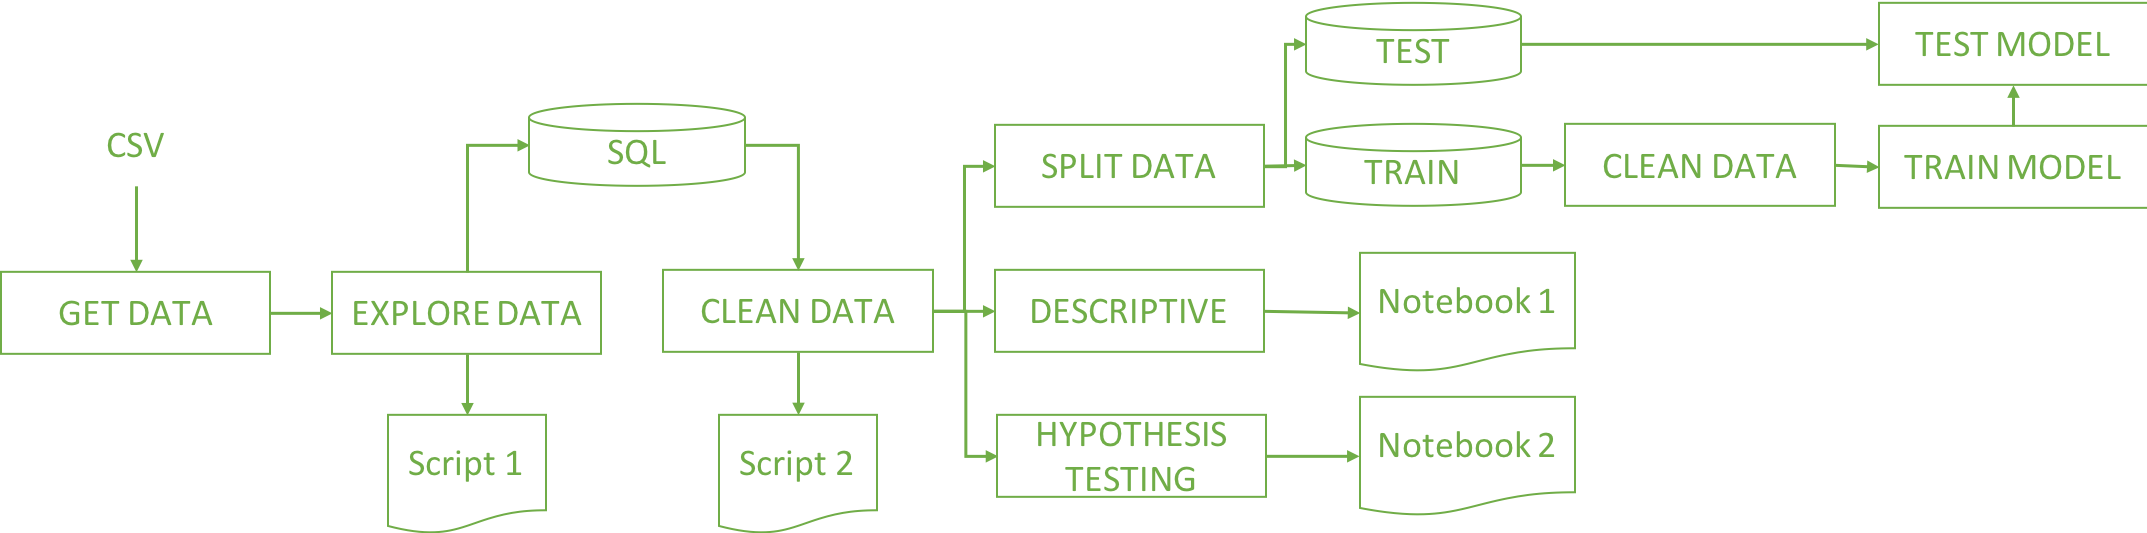 CSV
GET DATA
EXPLORE DATA
Script 1
SQL
CLEAN DATA
Script 2
SPLIT DATA
TEST
TRAIN
CLEAN DATA
TRAIN MODEL
TEST MODEL
DESCRIPTIVE
Notebook 1
HYPOTHESIS
TESTING
Notebook 2